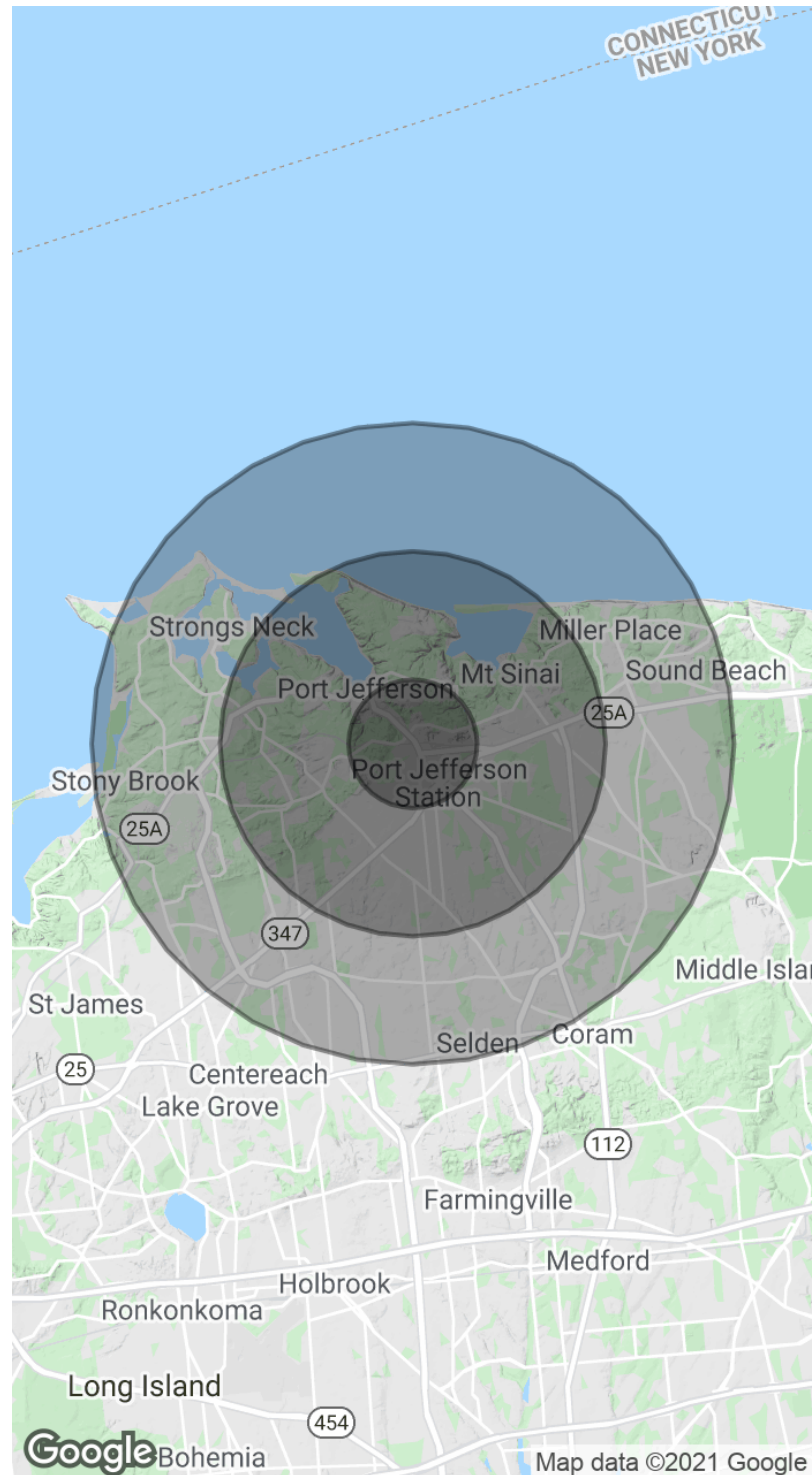 CONNECTICUT
NEW YORK
Strongs Neck
Miller Place
Mt Sinai
Sound Beach
Port Jefferson
25A
Port Jefferson
Station
Stony Brook
25A
347
Middle Islan
St James
Selden
Coram
25
Centereach
Lake Grove
112
Farmingville
Medford
Holbrook
Ronkonkoma
Long Island
454
Google
Bohemia
Map data ©2021 Google